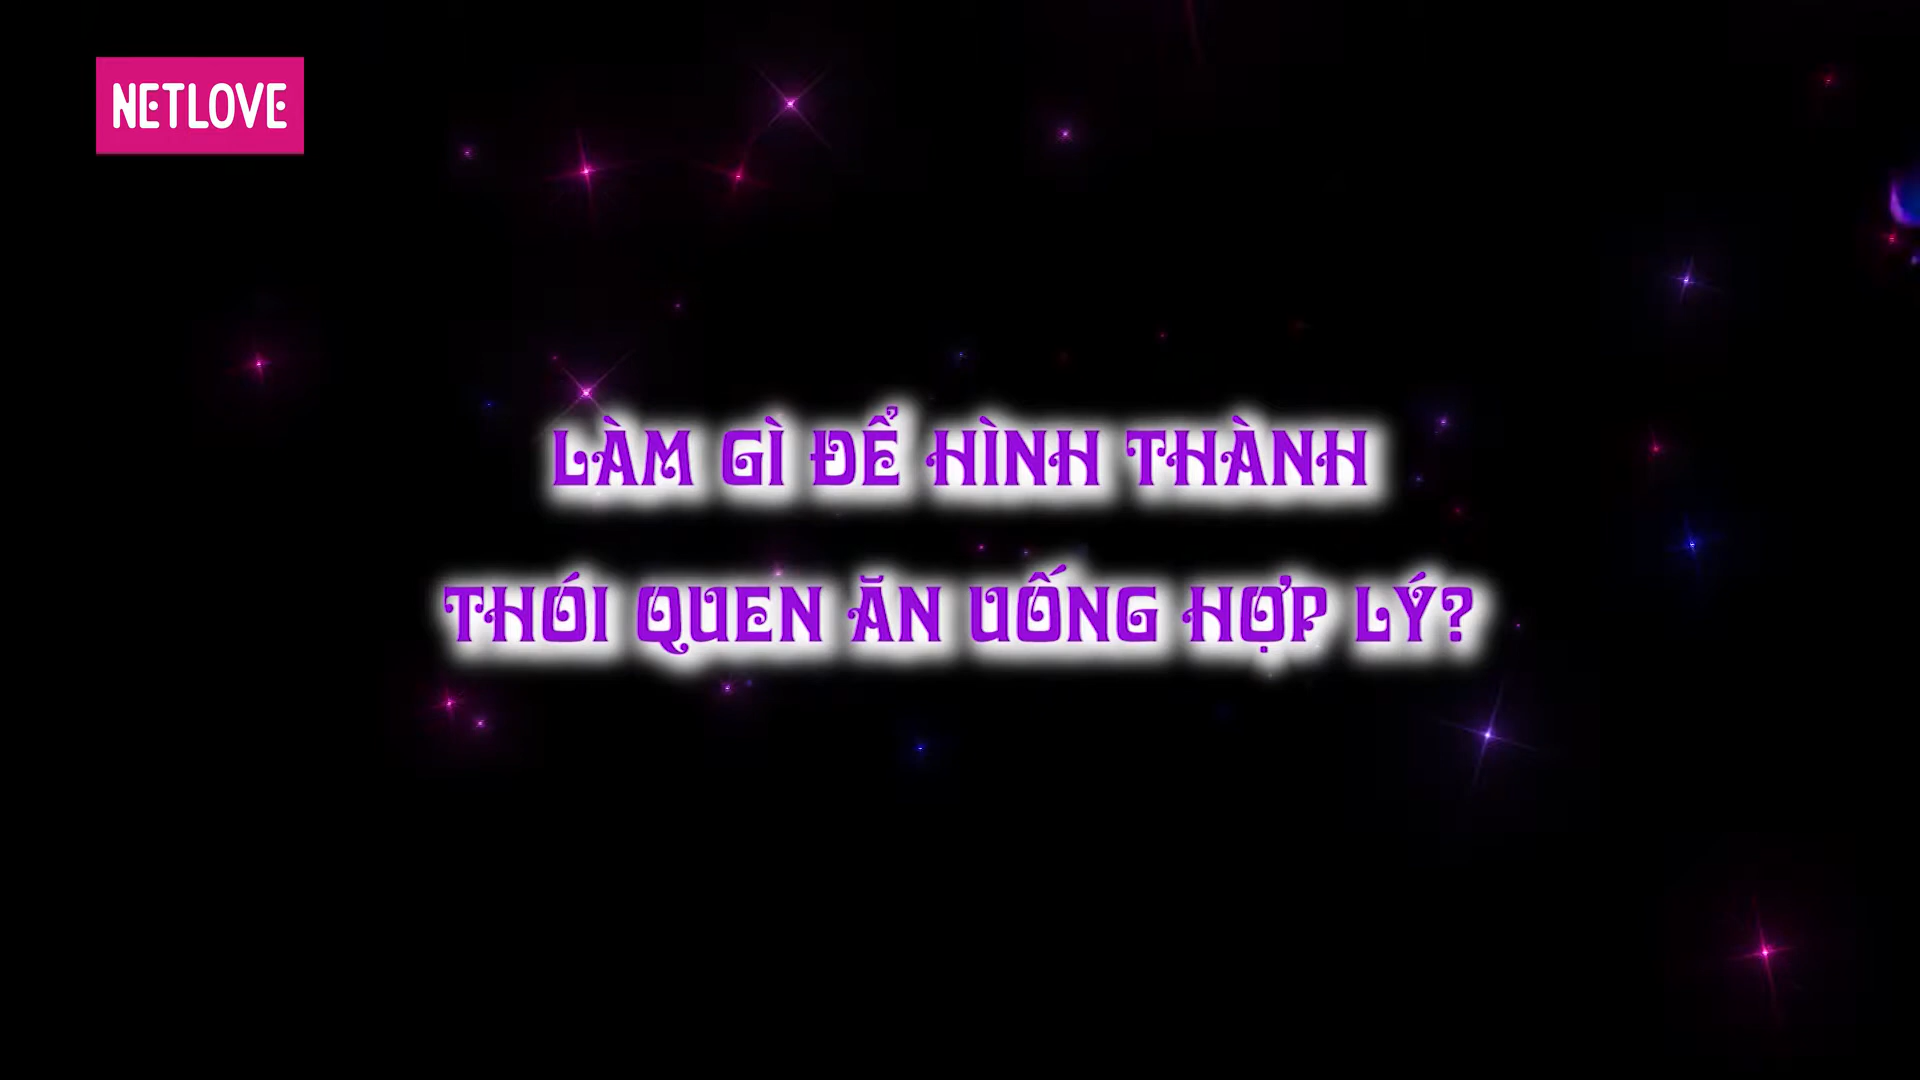 NETLOVE
LÀM GÌ ĐỂ HÌNH THÀNH
THÓI QUEN ĂN UỐNG HỢP LÝ?